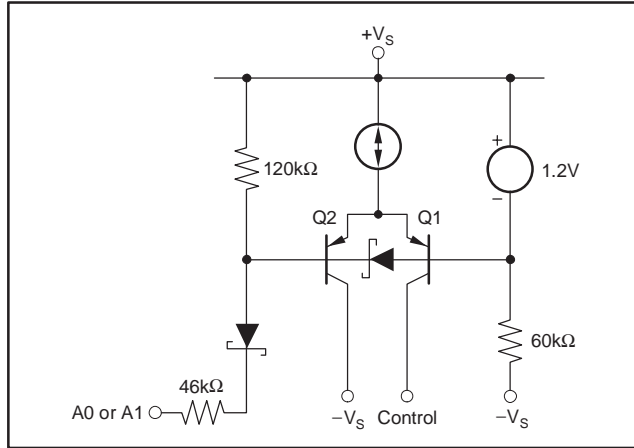 +VS
120kΩ
+
1.2V
–
Q2
Q1
46kΩ
60kΩ
A0 or A1
–VS
Control
–VS